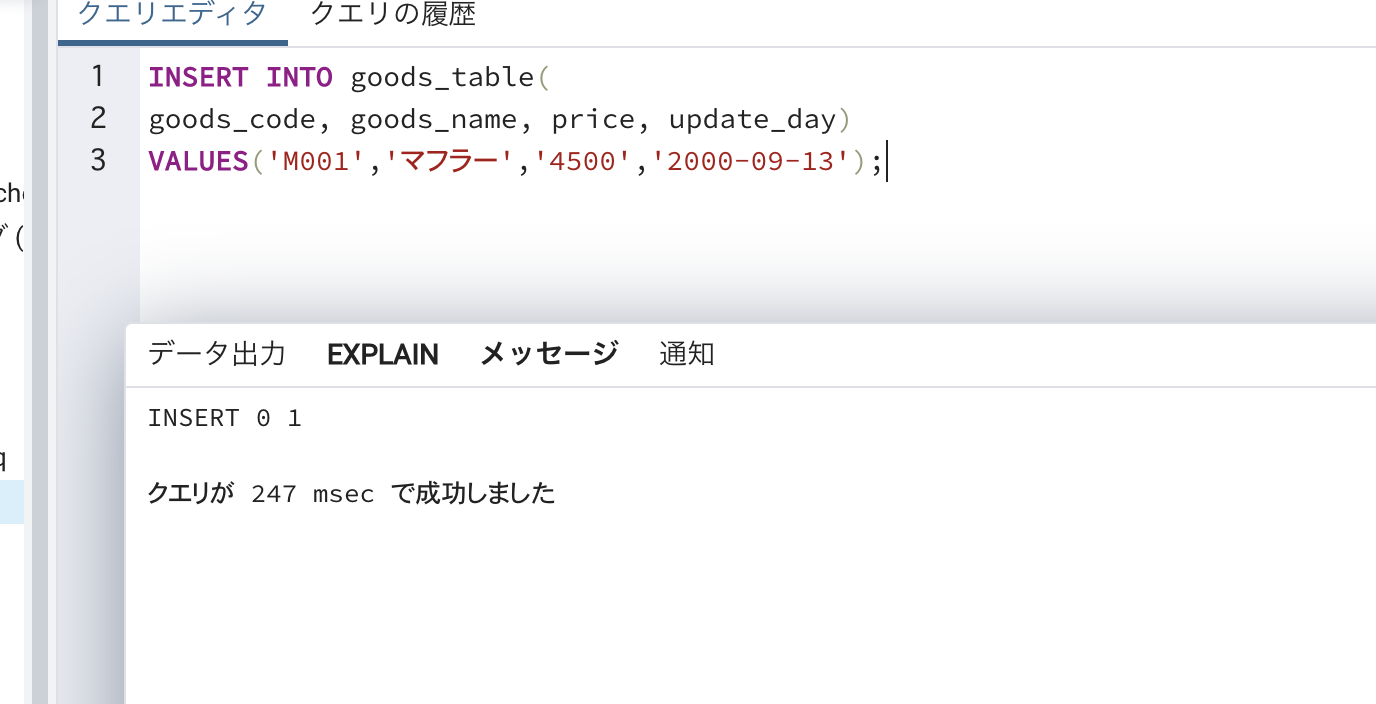 クエリエディタ クエリの履歴
1 INSERT INTO goods_table(
2 goods_code, goods_name, price, update_day)
3 VALUES('M001','マフラー','4500','2000-09-13');
データ出力 EXPLAIN メッセージ 通知
INSERT 0 1
クエリが 247 msec で成功しました